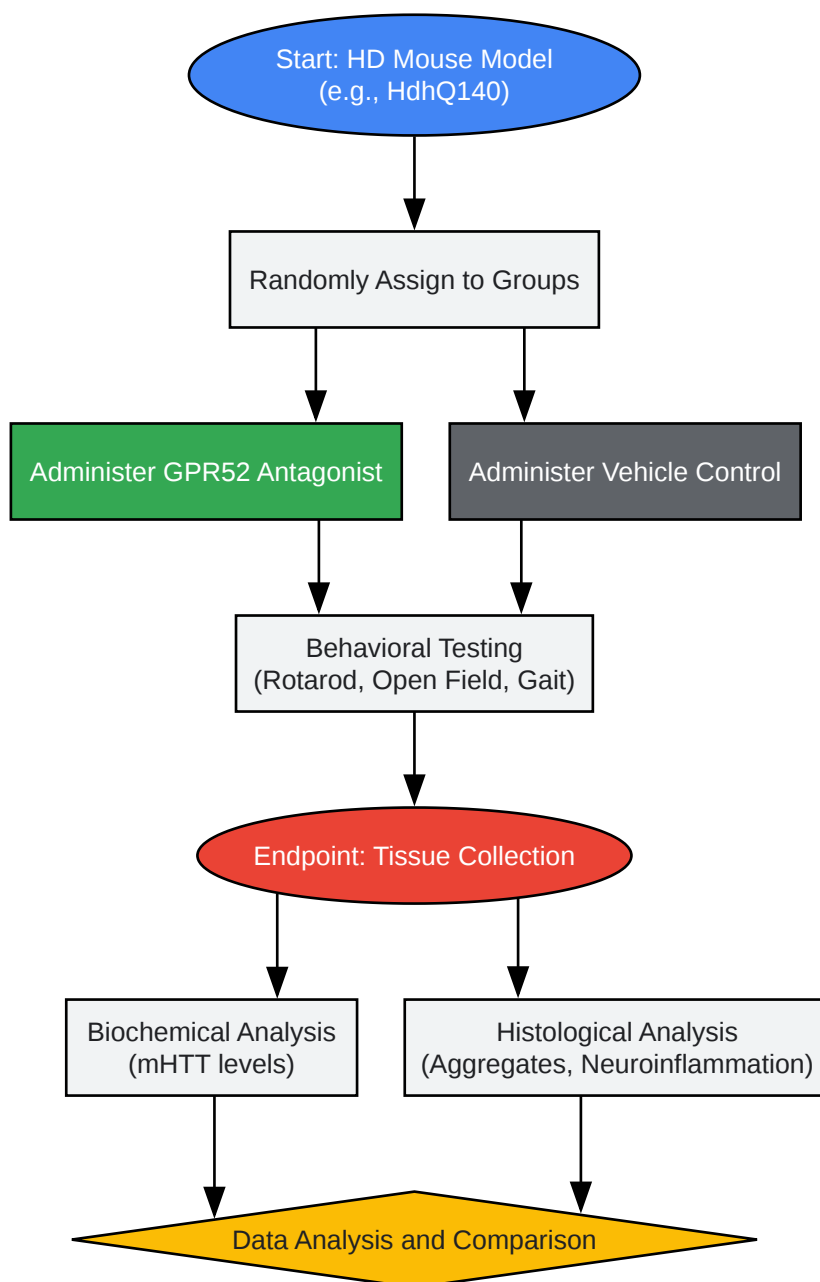 Start: HD Mouse Model
(e.g., HdhQ140)
Randomly Assign to Groups
Administer GPR52 Antagonist
Administer Vehicle Control
Behavioral Testing
(Rotarod, Open Field, Gait)
Endpoint: Tissue Collection
Biochemical Analysis
(mHTT levels)
Histological Analysis
(Aggregates, Neuroinflammation)
Data Analysis and Comparison